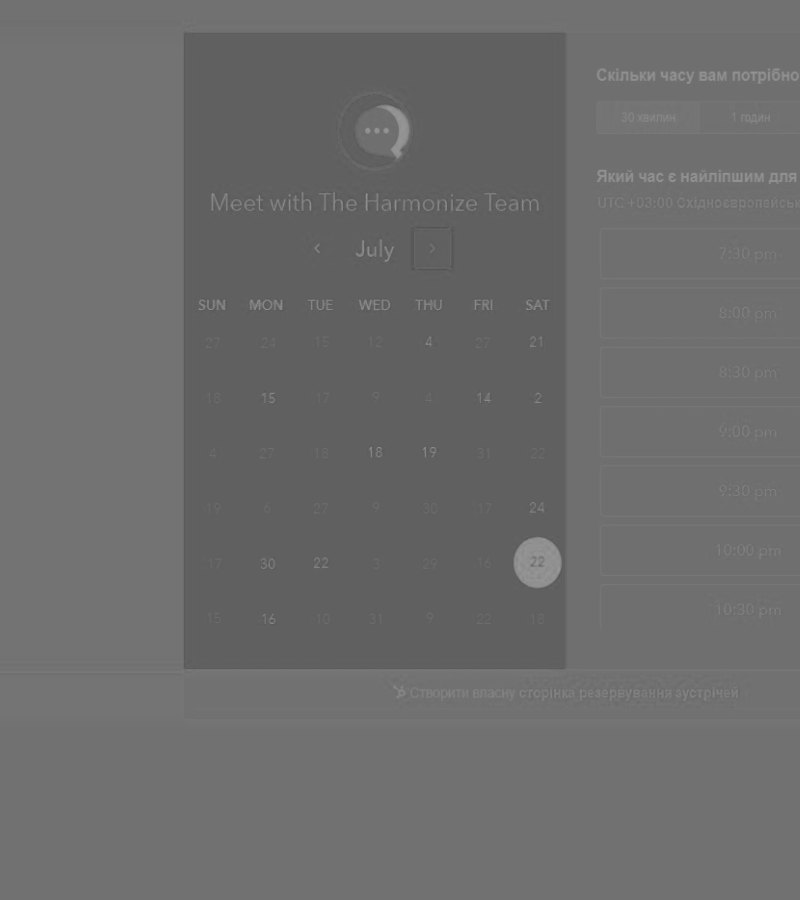 Meet with The Harmonize Team
July
SUN MON TUE WED THU FRI SAT
27 24 15 12 4 27 21
18 15 17 9 4 14 2
4 27 18 18 19 31 22
19 6 27 9 30 17 24
17 30 22 3 29 16 22
15 16 10 31 9 22 18
Скільки часу вам потрібно
30 хвилин 1 годин
Який час є найліпшим для
UTC +03:00 Східноєвропейськ
7:30 pm
8:00 pm
8:30 pm
9:00 pm
9:30 pm
10:00 pm
10:30 pm
Створити власну сторінка резервування зустрічей